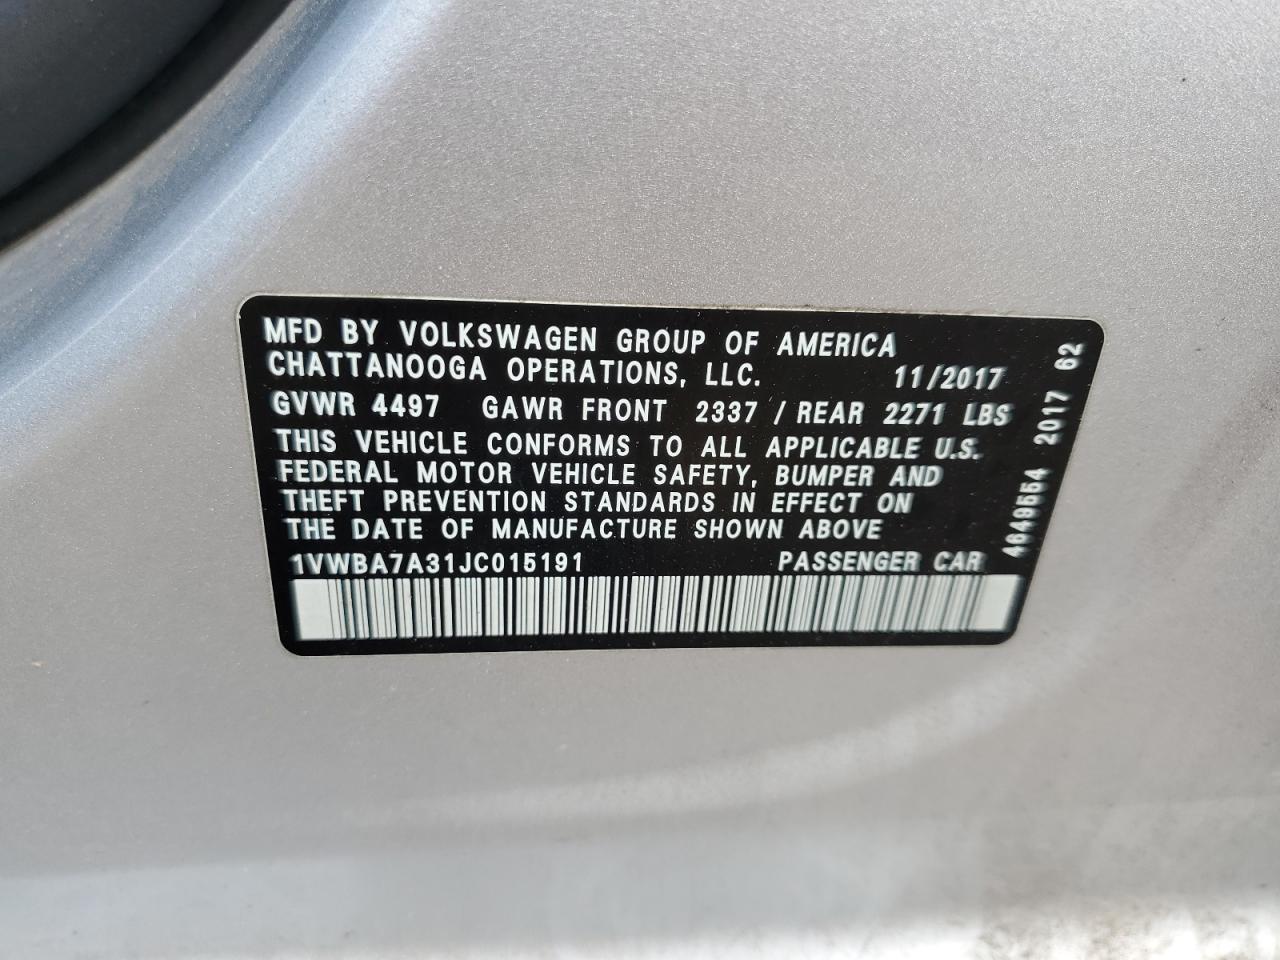 MFD BY VOLKSWAGEN GROUP OF AMERICA
CHATTANOOGA OPERATIONS, LLC. 11/2017
GVWR 4497 GAWR FRONT 2337 / REAR 2271 LBS
THIS VEHICLE CONFORMS TO ALL APPLICABLE U.S.
FEDERAL MOTOR VEHICLE SAFETY, BUMPER AND
THEFT PREVENTION STANDARDS IN EFFECT ON
THE DATE OF MANUFACTURE SHOWN ABOVE
1VWBA7A31JC015191 PASSENGER CAR
4649554 2017 62